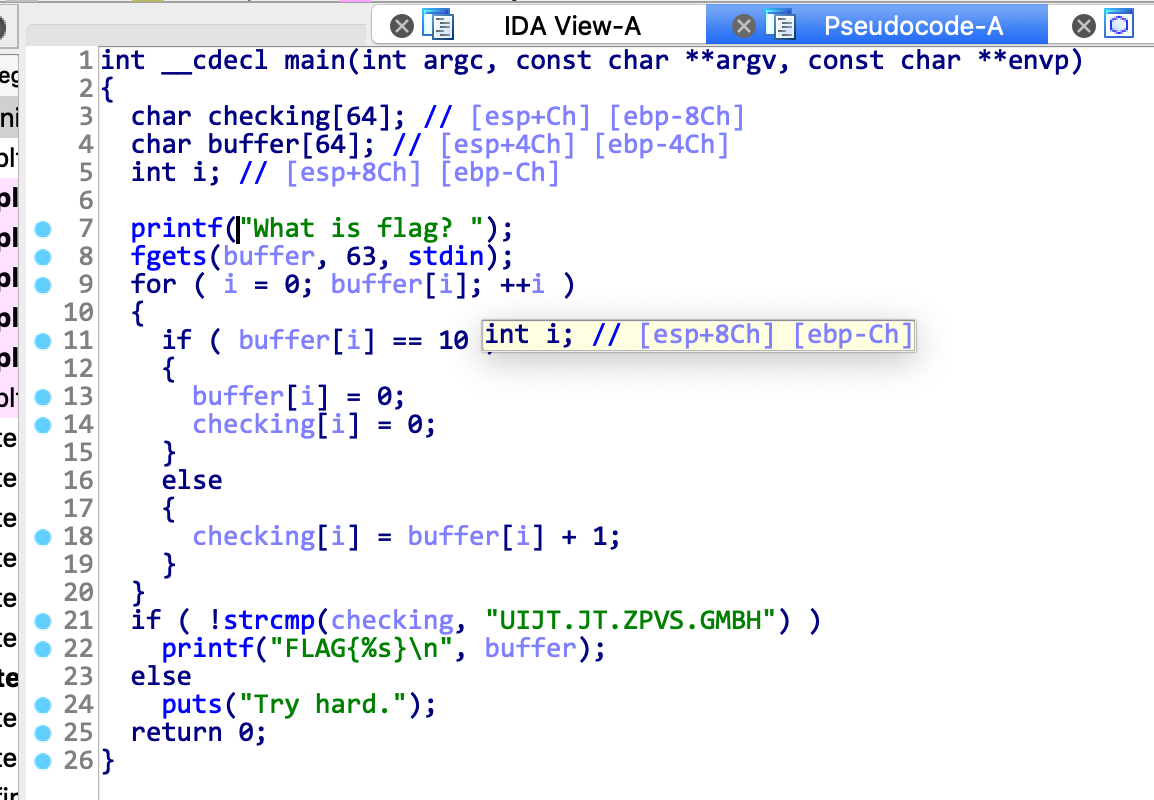 IDA View-A Pseudocode-A
1 int __cdecl main(int argc, const char **argv, const char **envp)
2 {
3 char checking[64]; // [esp+Ch] [ebp-8Ch]
4 char buffer[64]; // [esp+4Ch] [ebp-4Ch]
5 int i; // [esp+8Ch] [ebp-Ch]
6
7 printf("What is flag? ");
8 fgets(buffer, 63, stdin);
9 for ( i = 0; buffer[i]; ++i )
10 {
11 if ( buffer[i] == 10
int i; // [esp+8Ch] [ebp-Ch]
12 {
13 buffer[i] = 0;
14 checking[i] = 0;
15 }
16 else
17 {
18 checking[i] = buffer[i] + 1;
19 }
20 }
21 if ( !strcmp(checking, "UIJT.JT.ZPVS.GMBH") )
22 printf("FLAG{%s}\n", buffer);
23 else
24 puts("Try hard.");
25 return 0;
26 }